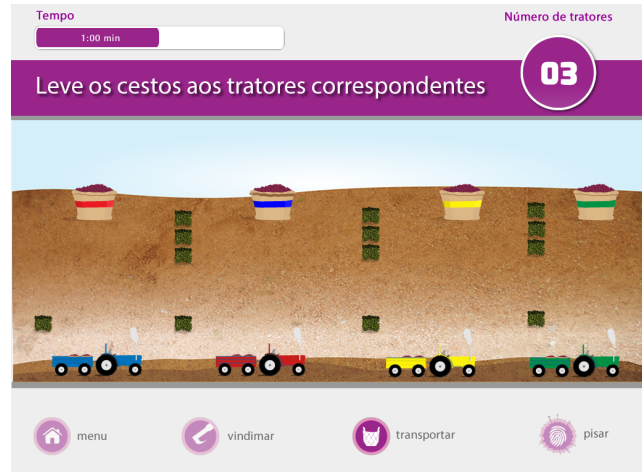 Tempo
Número de tratores
1:00 min
03
Leve os cestos aos tratores correspondentes
menu
vindimar
transportar
pisar